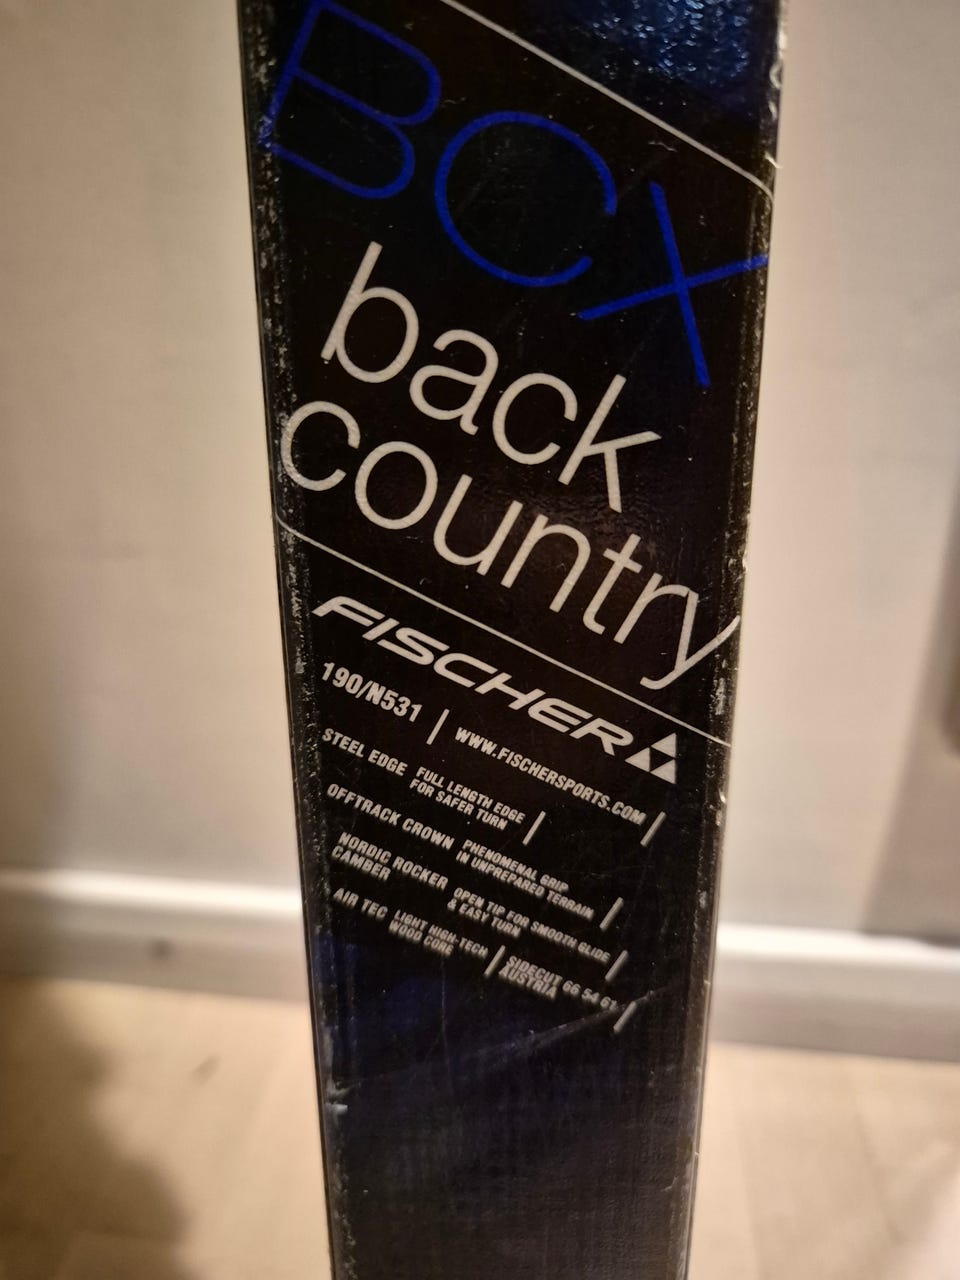 BCX
back
country
FISCHER
190/N531 | WWW.FISCHERSPORTS.COM |
STEEL EDGE FULL LENGTH EDGE
FOR SAFER TURN |
OFFTRACK CROWN PHENOMENAL GRIP
IN UNPREPARED TERRAIN |
NORDIC ROCKER
CAMBER
OPEN TIP FOR SMOOTH GLIDE
& EASY TURN |
AIR TEC LIGHT HIGH-TECH
WOOD CORE |
SIDECUT 66 54 61
AUSTRIA |